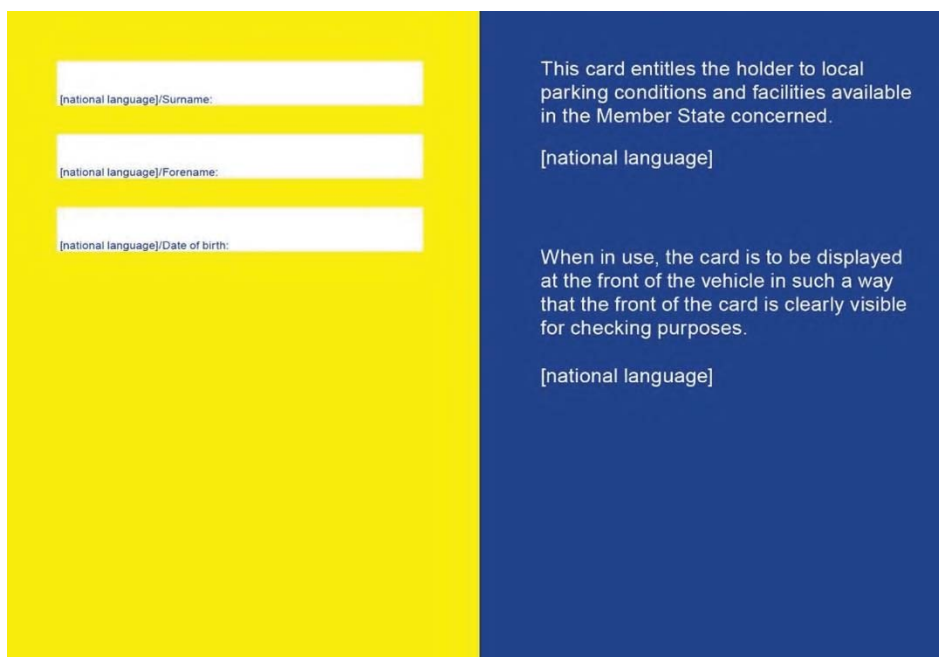 [national language]/Surname:
[national language]/Forename:
[national language]/Date of birth:
This card entitles the holder to local
parking conditions and facilities available
in the Member State concerned.
[national language]
When in use, the card is to be displayed
at the front of the vehicle in such a way
that the front of the card is clearly visible
for checking purposes.
[national language]